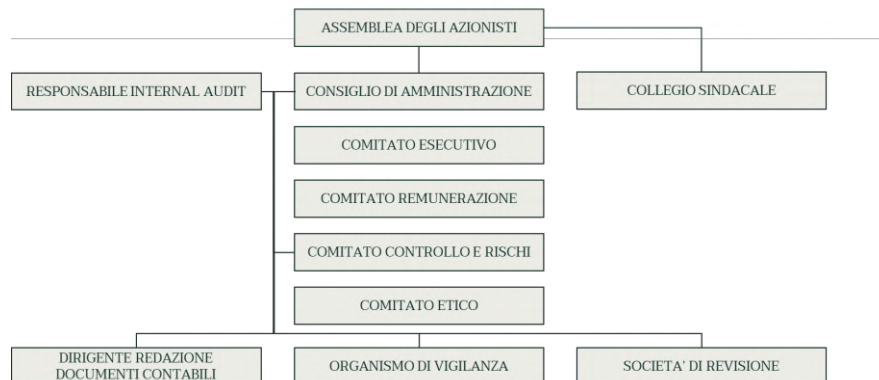 ASSEMBLEA DEGLI AZIONISTI
RESPONSABILE INTERNAL AUDIT
CONSIGLIO DI AMMINISTRAZIONE
COLLEGIO SINDACALE
COMITATO ESECUTIVO
COMITATO REMUNERAZIONE
COMITATO CONTROLLO E RISCHI
COMITATO ETICO
DIRIGENTE REDAZIONE
DOCUMENTI CONTABILI
ORGANISMO DI VIGILANZA
SOCIETA' DI REVISIONE